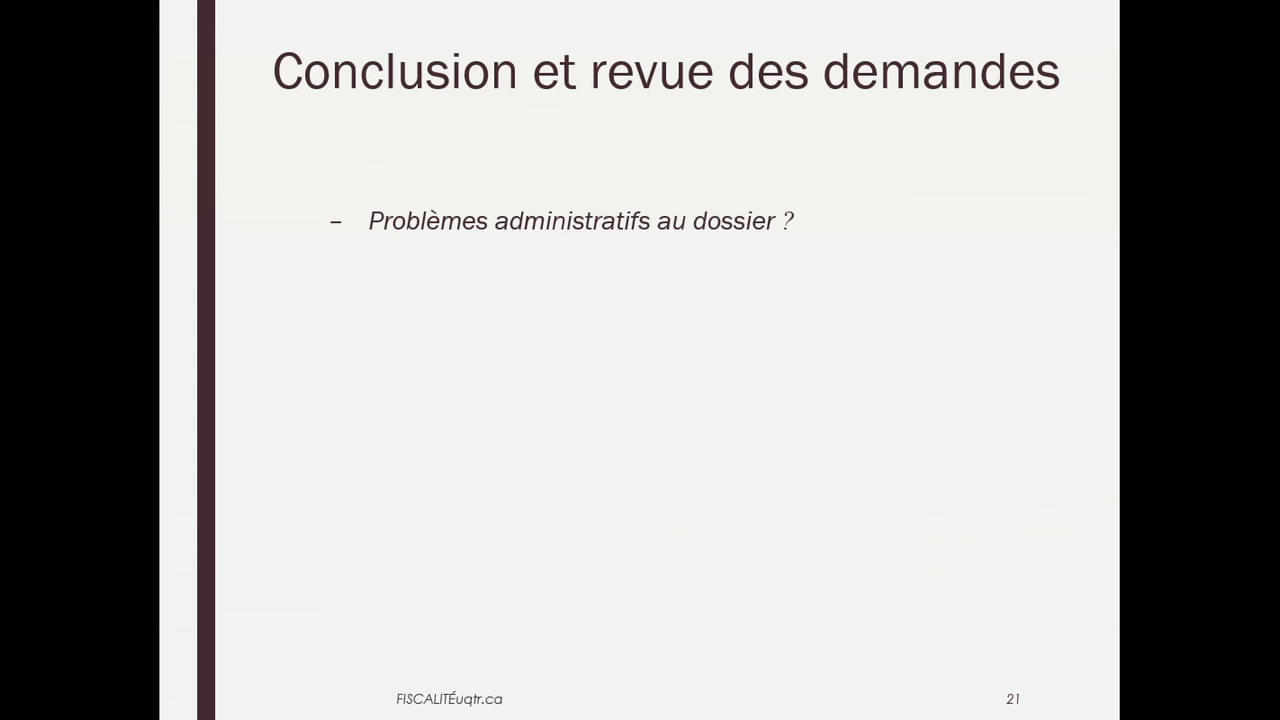 Conclusion et revue des demandes
– Problèmes administratifs au dossier ?
FISCALITÉuqtr.ca
21